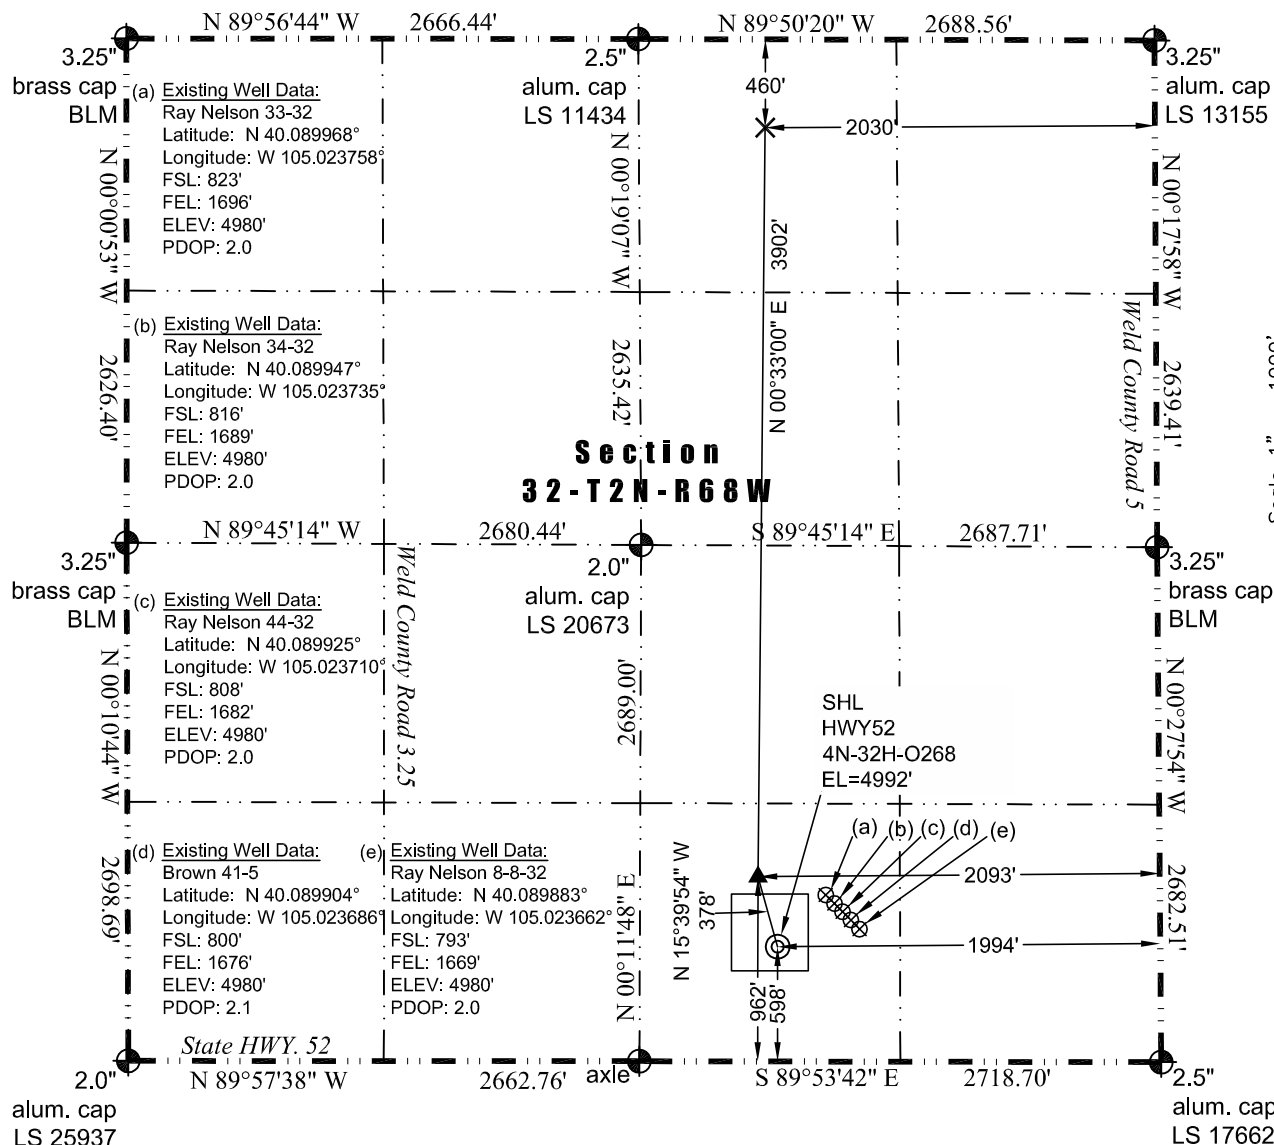 N 89°56'44" W 2666.44'
N 89°50'20" W 2688.56'
3.25"
brass cap
BLM
2.5"
alum. cap
LS 11434
3.25"
alum. cap
LS 13155
460'
2030'
(a) Existing Well Data:
Ray Nelson 33-32
Latitude: N 40.089968°
Longitude: W 105.023758°
FSL: 823'
FEL: 1696'
ELEV: 4980'
PDOP: 2.0
N 00°00'53" W
2626.40'
N 00°19'07" W
2635.42'
N 00°33'00" E 3902'
N 00°17'58" W
2639.41'
Weld County Road 5
(b) Existing Well Data:
Ray Nelson 34-32
Latitude: N 40.089947°
Longitude: W 105.023735°
FSL: 816'
FEL: 1689'
ELEV: 4980'
PDOP: 2.0
Section
32-T2N-R68W
N 89°45'14" W 2680.44'
S 89°45'14" E 2687.71'
3.25"
brass cap
BLM
2.0"
alum. cap
LS 20673
3.25"
brass cap
BLM
Weld County Road 3.25
(c) Existing Well Data:
Ray Nelson 44-32
Latitude: N 40.089925°
Longitude: W 105.023710°
FSL: 808'
FEL: 1682'
ELEV: 4980'
PDOP: 2.0
N 00°10'44" W
2698.69'
2989.00'
N 00°11'48" E
N 00°27'54" W
2682.51'
SHL
HWY52
4N-32H-O268
EL=4992'
(a) (b) (c) (d) (e)
2093'
1994'
N 15°39'54" W
378'
962'
598'
(d) Existing Well Data:
Brown 41-5
Latitude: N 40.089904°
Longitude: W 105.023686°
FSL: 800'
FEL: 1676'
ELEV: 4980'
PDOP: 2.1
(e) Existing Well Data:
Ray Nelson 8-8-32
Latitude: N 40.089883°
Longitude: W 105.023662°
FSL: 793'
FEL: 1669'
ELEV: 4980'
PDOP: 2.0
State HWY. 52
N 89°57'38" W 2662.76'
axle
S 89°53'42" E 2718.70'
2.0"
alum. cap
LS 25937
2.5"
alum. cap
LS 17662